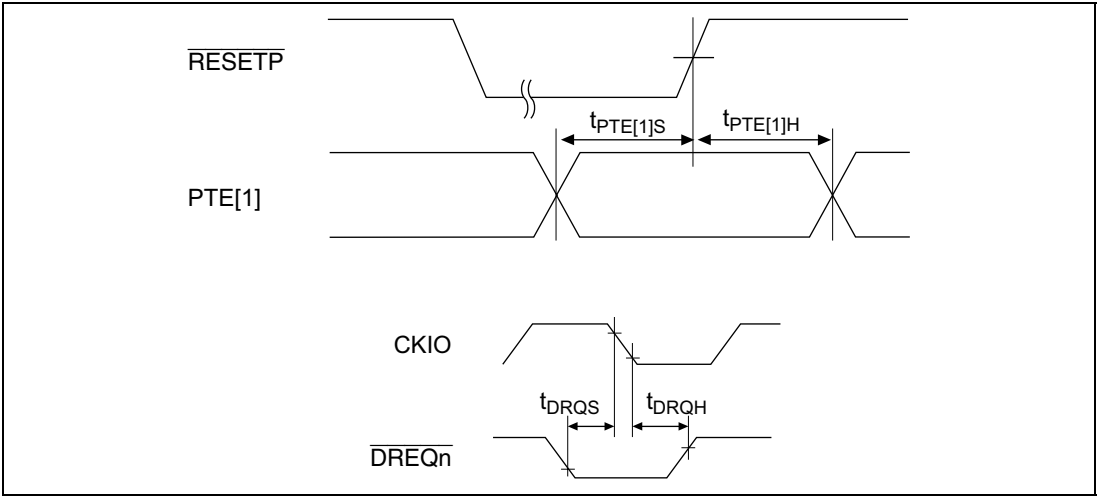 RESETP
tPTE[1]S tPTE[1]H
PTE[1]
CKIO
tDRQS tDRQH
DREQn